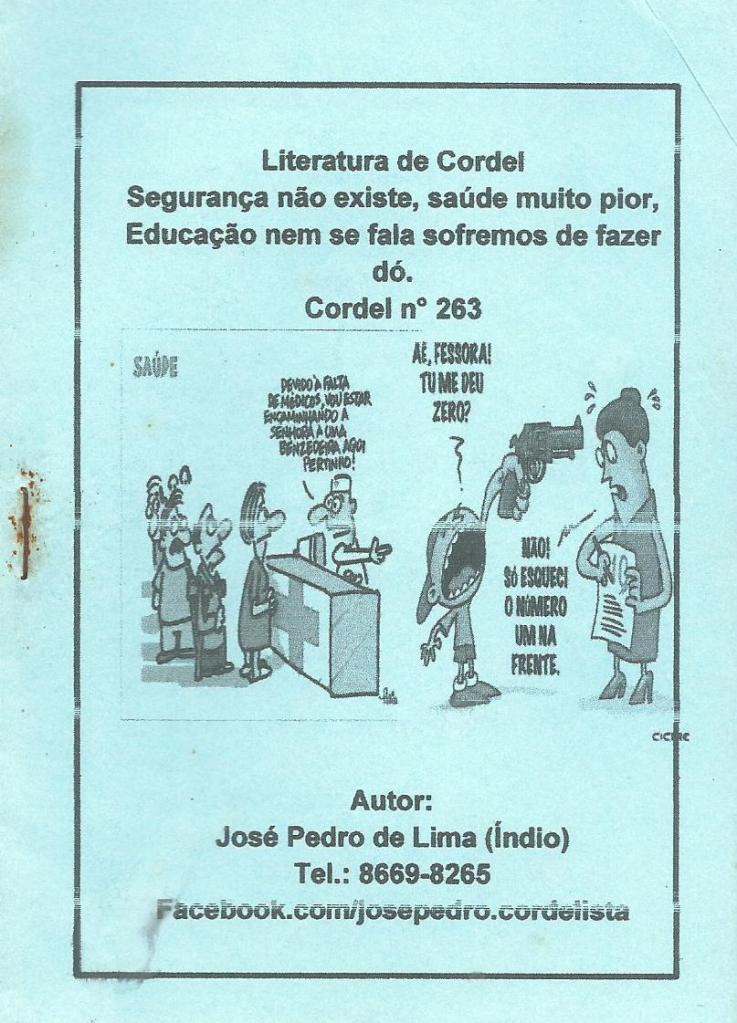 Literatura de Cordel
Segurança não existe, saúde muito pior,
Educação nem se fala sofremos de fazer
dó.
Cordel n° 263
SAÚDE
DEVIDO À FALTA
DE MÉDICOS, VOU ESTAR
ENCAMINHANDO A
SENHORA A UMA
BENZEDEIRA AQUI
PERTINHO!
AÊ, FESSORA!
TU ME DEU
ZERO?
NÃO!
SÓ ESQUECI
O NÚMERO
UM NA
FRENTE.
Autor:
José Pedro de Lima (Índio)
Tel.: 8669-8265
Facebook.com/josepedro.cordelista